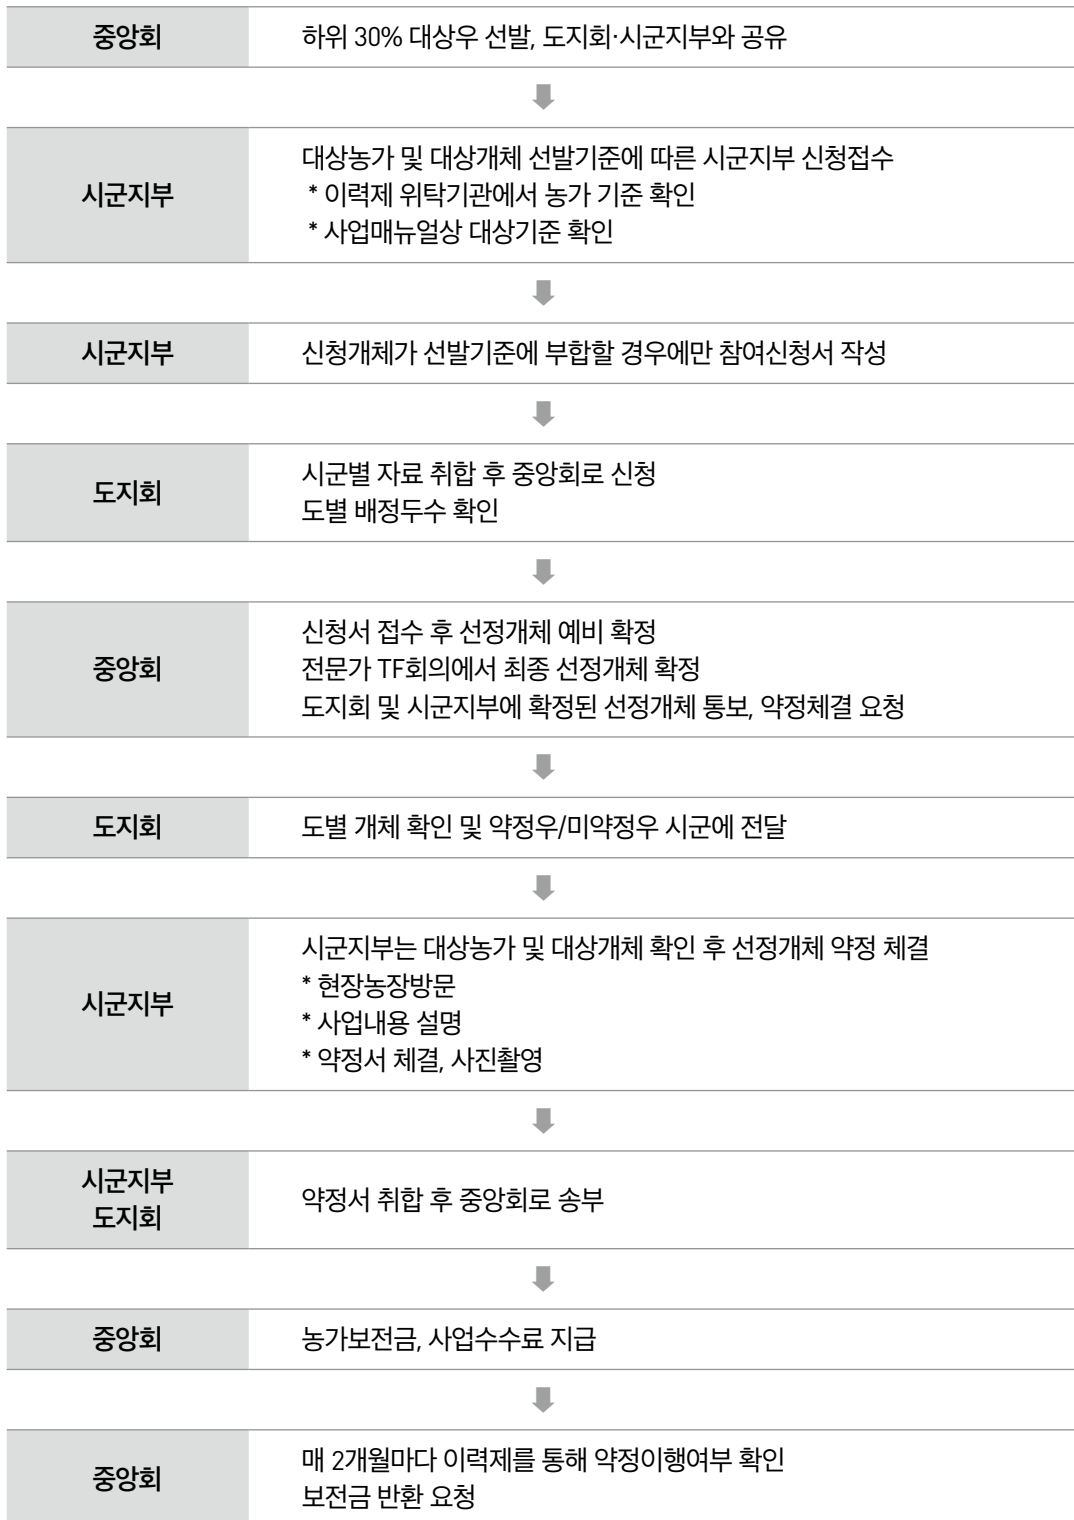 중앙회
하위 30% 대상우 선발, 도지회·시군지부와 공유
시군지부
대상농가 및 대상개체 선발기준에 따른 시군지부 신청접수
* 이력제 위탁기관에서 농가 기준 확인
* 사업매뉴얼상 대상기준 확인
시군지부
신청개체가 선발기준에 부합할 경우에만 참여신청서 작성
도지회
시군별 자료 취합 후 중앙회로 신청
도별 배정두수 확인
중앙회
신청서 접수 후 선정개체 예비 확정
전문가 TF회의에서 최종 선정개체 확정
도지회 및 시군지부에 확정된 선정개체 통보, 약정체결 요청
도지회
도별 개체 확인 및 약정우/미약정우 시군에 전달
시군지부
시군지부는 대상농가 및 대상개체 확인 후 선정개체 약정 체결
* 현장농장방문
* 사업내용 설명
* 약정서 체결, 사진촬영
시군지부
도지회
약정서 취합 후 중앙회로 송부
중앙회
농가보전금, 사업수수료 지급
중앙회
매 2개월마다 이력제를 통해 약정이행여부 확인
보전금 반환 요청